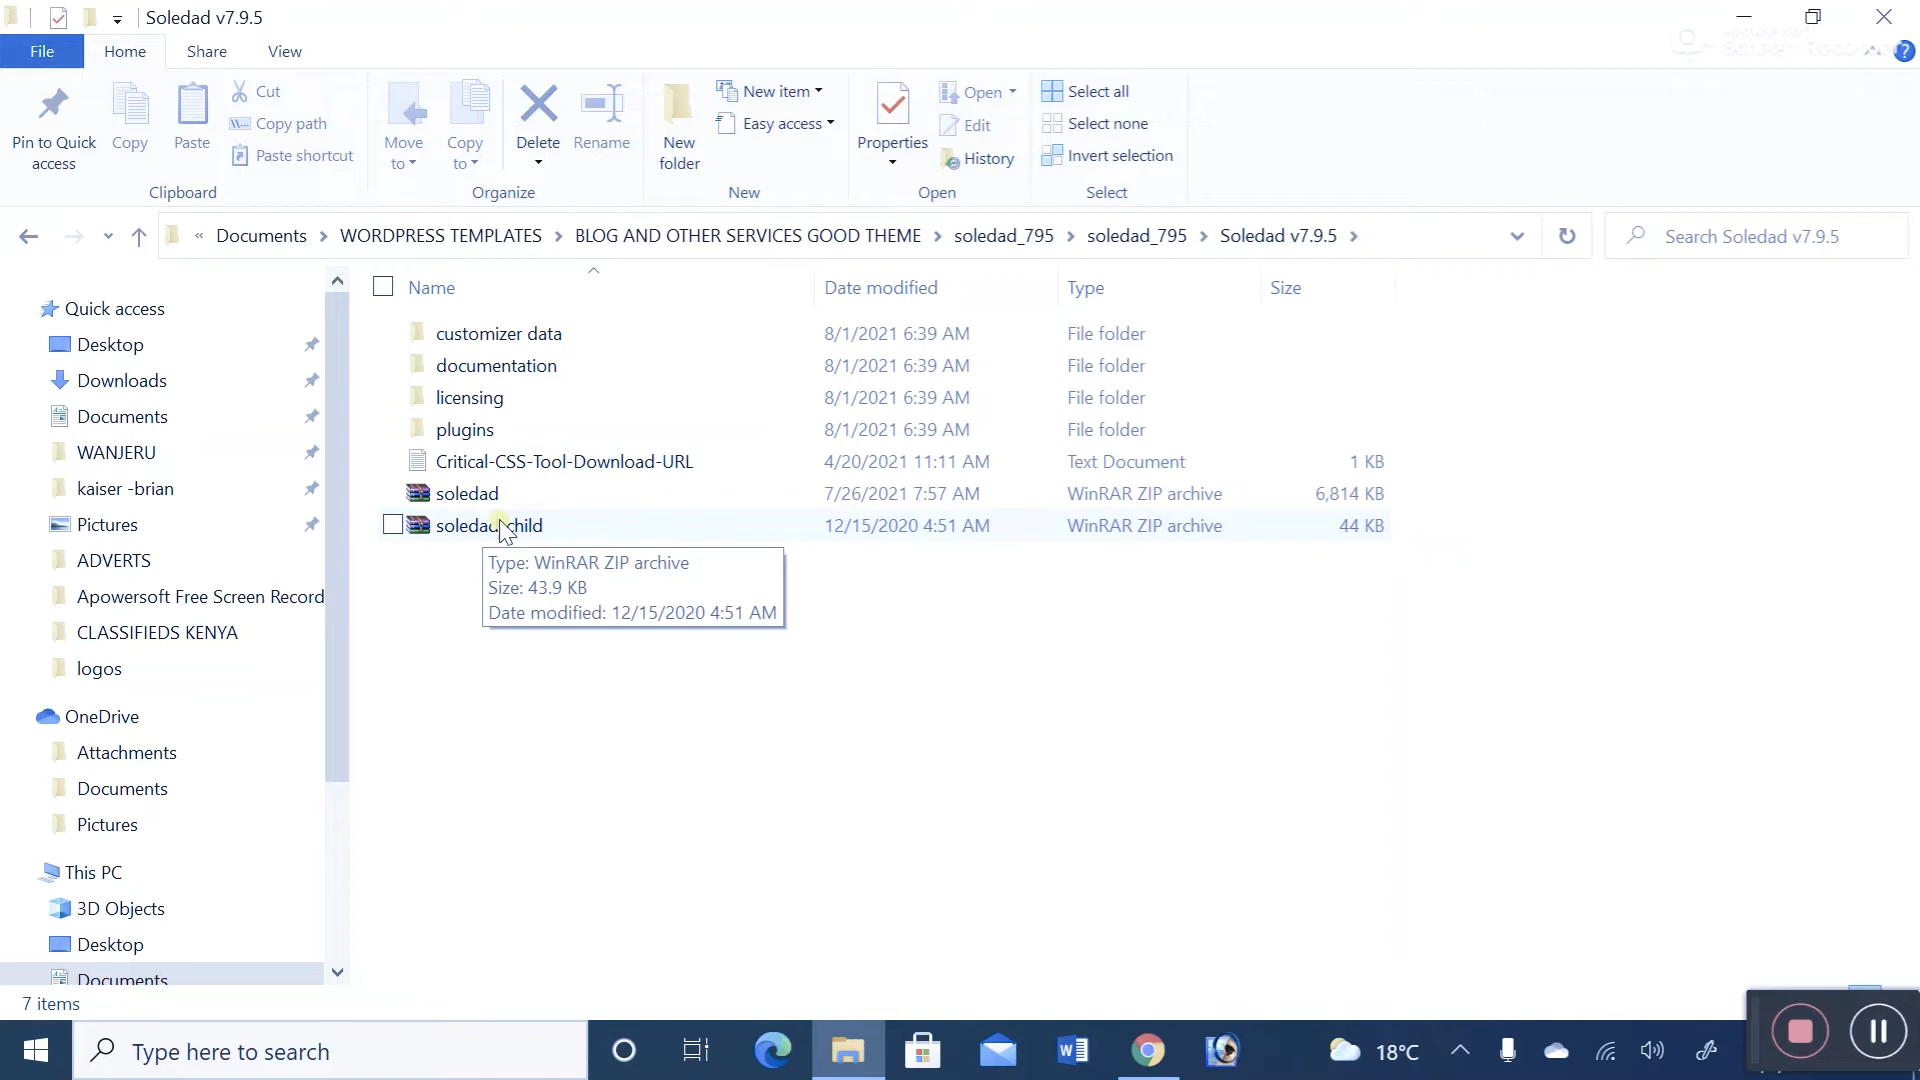 Soledad v7.9.5
File Home Share View
Screen Recorder
Pin to Quick access
Copy
Paste
Cut
Copy path
Paste shortcut
Clipboard
Move to
Copy to
Delete
Rename
Organize
New folder
New item
Easy access
New
Properties
Open
Edit
History
Open
Select all
Select none
Invert selection
Select
« Documents WORDPRESS TEMPLATES BLOG AND OTHER SERVICES GOOD THEME soledad_795 soledad_795 Soledad v7.9.5
Search Soledad v7.9.5
Name Date modified Type Size
customizer data 8/1/2021 6:39 AM File folder
documentation 8/1/2021 6:39 AM File folder
licensing 8/1/2021 6:39 AM File folder
plugins 8/1/2021 6:39 AM File folder
Critical-CSS-Tool-Download-URL 4/20/2021 11:11 AM Text Document 1 KB
soledad 7/26/2021 7:57 AM WinRAR ZIP archive 6,814 KB
soledad-child 12/15/2020 4:51 AM WinRAR ZIP archive 44 KB
Type: WinRAR ZIP archive
Size: 43.9 KB
Date modified: 12/15/2020 4:51 AM
Quick access
Desktop
Downloads
Documents
WANJERU
kaiser -brian
Pictures
ADVERTS
Apowersoft Free Screen Record
CLASSIFIEDS KENYA
logos
OneDrive
Attachments
Documents
Pictures
This PC
3D Objects
Desktop
Documents
7 items
Type here to search
18°C